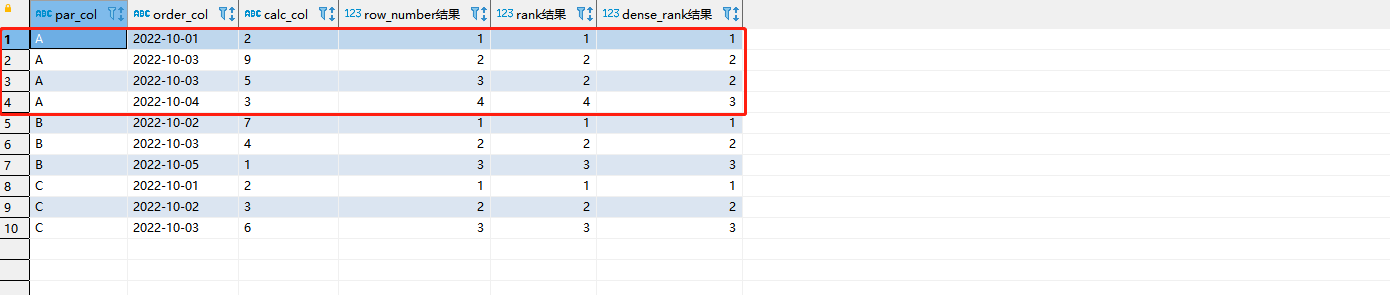 ABC par_col ABC order_col ABC calc_col 123 row_number结果 123 rank结果 123 dense_rank结果
1 A 2022-10-01 2 1 1 1
2 A 2022-10-03 9 2 2 2
3 A 2022-10-03 5 3 2 2
4 A 2022-10-04 3 4 4 3
5 B 2022-10-02 7 1 1 1
6 B 2022-10-03 4 2 2 2
7 B 2022-10-05 1 3 3 3
8 C 2022-10-01 2 1 1 1
9 C 2022-10-02 3 2 2 2
10 C 2022-10-03 6 3 3 3